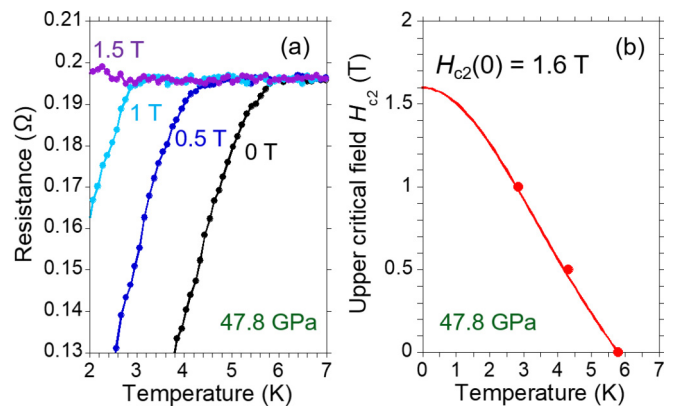 0.21
0.2
0.19
0.18
0.17
0.16
0.15
0.14
0.13
Resistance (Ω)
1.5 T
(a)
1 T
0.5 T
0 T
47.8 GPa
2 3 4 5 6 7
Temperature (K)
2
1.5
1
0.5
0
Upper critical field Hc2 (T)
(b)
Hc2(0) = 1.6 T
47.8 GPa
0 1 2 3 4 5 6 7
Temperature (K)